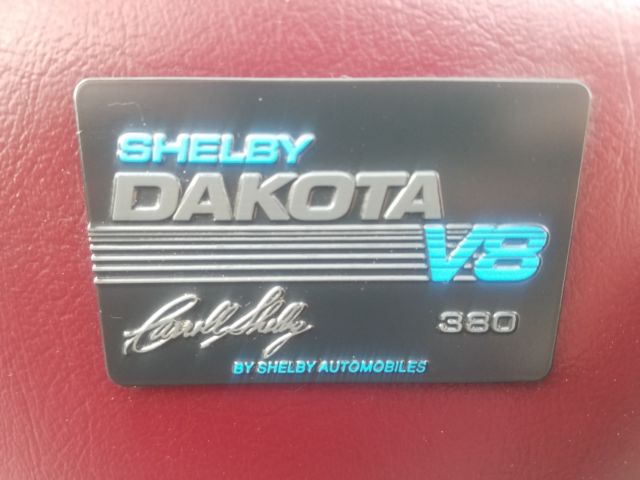 SHELBY
DAKOTA
V8
Carroll Shelby
380
BY SHELBY AUTOMOBILES